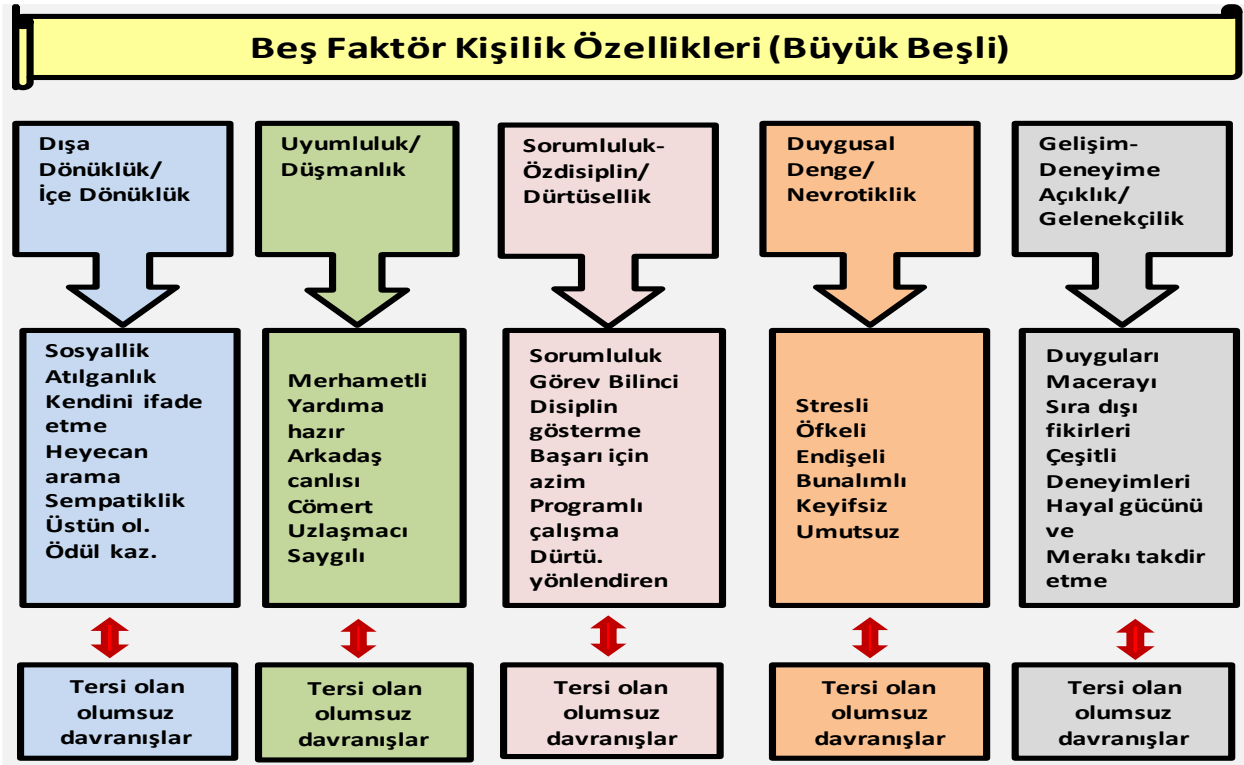 Beş Faktör Kişilik Özellikleri (Büyük Beşli)
Dışa
Dönüklük/
İçe Dönüklük
Uyumluluk/
Düşmanlık
Sorumluluk-
Özdisiplin/
Dürtüsellik
Duygusal
Denge/
Nevrotiklik
Gelişim-
Deneyime
Açıklık/
Gelenekçilik
Sosyallik
Atılganlık
Kendini ifade
etme
Heyecan
arama
Sempatiklik
Üstün ol.
Ödül kaz.
Merhametli
Yardıma
hazır
Arkadaş
canlısı
Cömert
Uzlaşmacı
Saygılı
Sorumluluk
Görev Bilinci
Disiplin
gösterme
Başarı için
azim
Programlı
çalışma
Dürtü.
yönlendiren
Stresli
Öfkeli
Endişeli
Bunalımlı
Keyifsiz
Umutsuz
Duyguları
Macerayı
Sıra dışı
fikirleri
Çeşitli
Deneyimleri
Hayal gücünü
ve
Merakı takdir
etme
Tersi olan
olumsuz
davranışlar
Tersi olan
olumsuz
davranışlar
Tersi olan
olumsuz
davranışlar
Tersi olan
olumsuz
davranışlar
Tersi olan
olumsuz
davranışlar